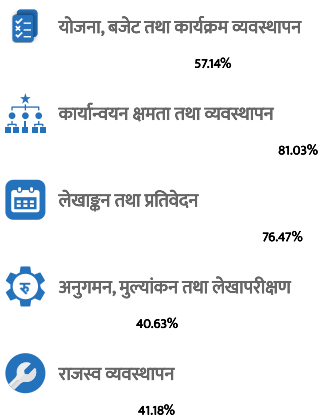 योजना, बजेट तथा कार्यक्रम व्यवस्थापन
57.14%
कार्यान्वयन क्षमता तथा व्यवस्थापन
81.03%
लेखाङ्कन तथा प्रतिवेदन
76.47%
रु
अनुगमन, मुल्यांकन तथा लेखापरीक्षण
40.63%
राजस्व व्यवस्थापन
41.18%